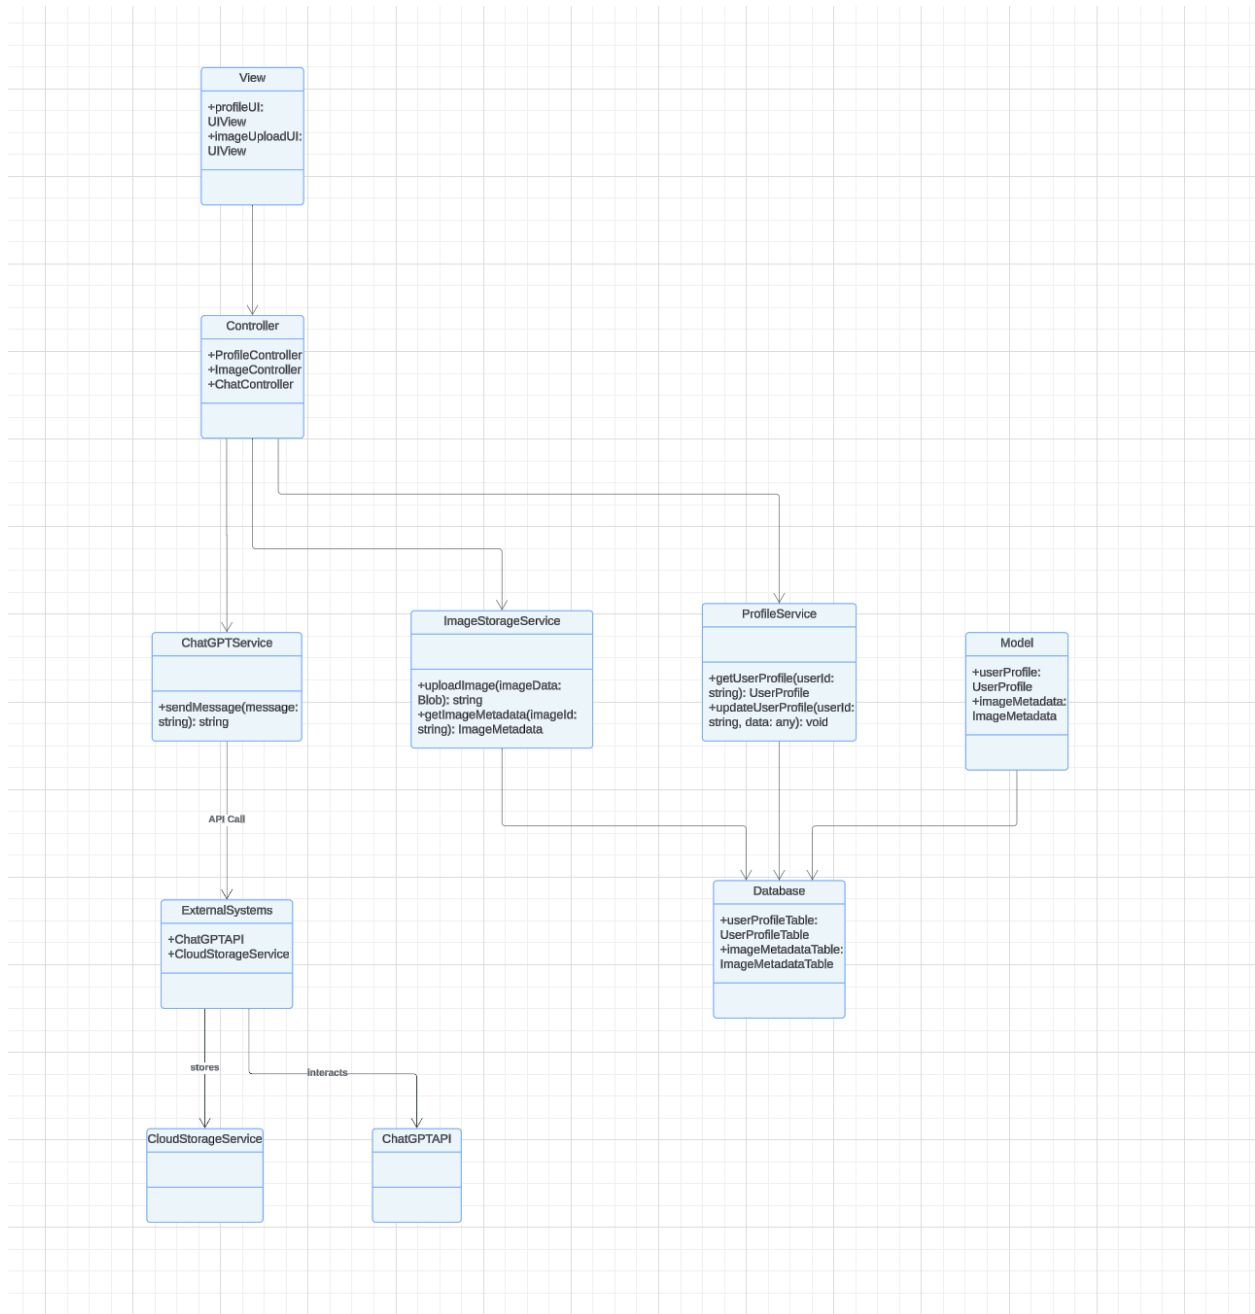 View
+profileUI:
UIView
+imageUploadUI:
UIView
Controller
+ProfileController
+ImageController
+ChatController
ChatGPTService
+sendMessage(message:
string): string
ImageStorageService
+uploadImage(imageData:
Blob): string
+getImageMetadata(imageId:
string): ImageMetadata
ProfileService
+getUserProfile(userId:
string): UserProfile
+updateUserProfile(userId:
string, data: any): void
Model
+userProfile:
UserProfile
+imageMetadata:
ImageMetadata
API Call
ExternalSystems
+ChatGPTAPI
+CloudStorageService
Database
+userProfileTable:
UserProfileTable
+imageMetadataTable:
ImageMetadataTable
stores
interacts
CloudStorageService
ChatGPTAPI